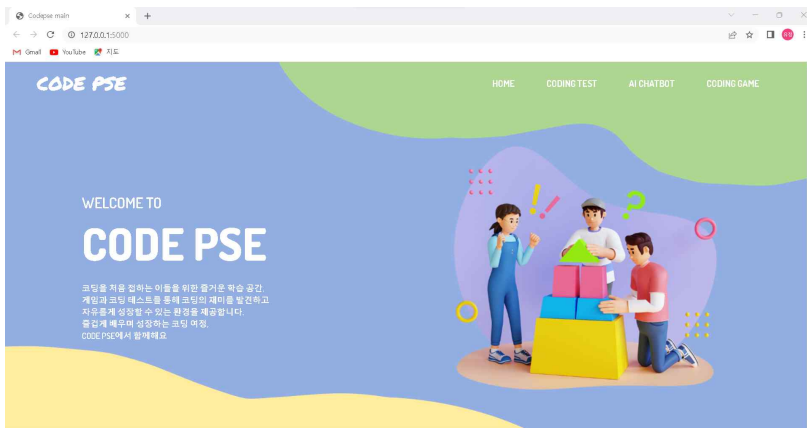 Codepse main
127.0.0.1:5000
Gmail YouTube 지도
CODE PSE
HOME CODING TEST AI CHATBOT CODING GAME
WELCOME TO
CODE PSE
코딩을 처음 접하는 이들을 위한 즐거운 학습 공간.
게임과 코딩 테스트를 통해 코딩의 재미를 발견하고
자유롭게 성장할 수 있는 환경을 제공합니다.
즐겁게 배우며 성장하는 코딩 여정,
CODE PSE에서 함께해요